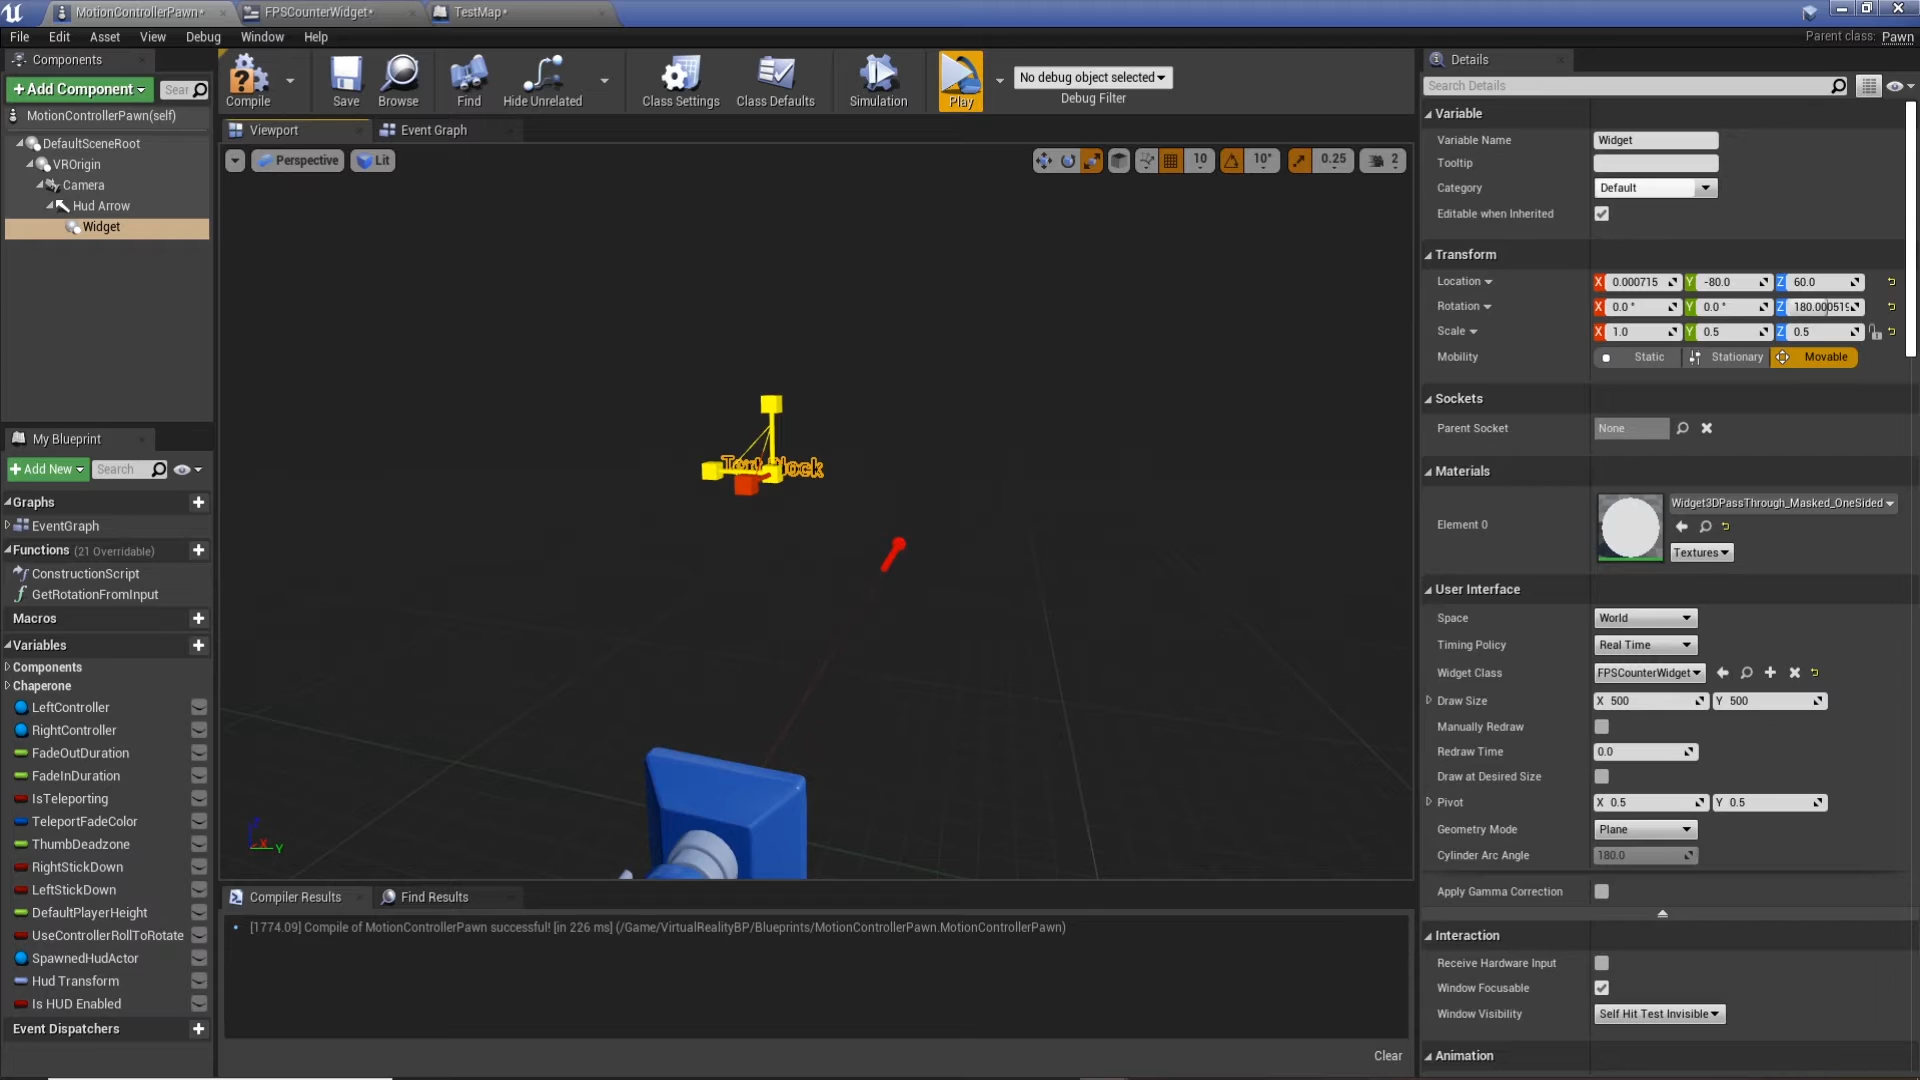 MotionControllerPawn*
FPSCounterWidget*
TestMap*
File Edit Asset View Debug Window Help
Parent class: Pawn
Components
+Add Component
Sear
MotionControllerPawn(self)
DefaultSceneRoot
VROrigin
Camera
Hud Arrow
Widget
Compile
Save
Browse
Find
Hide Unrelated
Class Settings
Class Defaults
Simulation
Play
No debug object selected
Debug Filter
Viewport
Event Graph
Perspective
Lit
10
10°
0.25
2
X
Y
My Blueprint
+Add New
Search
Graphs
EventGraph
Functions (21 Overridable)
ConstructionScript
GetRotationFromInput
Macros
Variables
Components
Chaperone
LeftController
RightController
FadeOutDuration
FadeInDuration
IsTeleporting
TeleportFadeColor
ThumbDeadzone
RightStickDown
LeftStickDown
DefaultPlayerHeight
UseControllerRollToRotate
SpawnedHudActor
Hud Transform
Is HUD Enabled
Event Dispatchers
Compiler Results
Find Results
[1774.09] Compile of MotionControllerPawn successful! [in 226 ms] (/Game/VirtualRealityBP/Blueprints/MotionControllerPawn.MotionControllerPawn)
Clear
Details
Search Details
Variable
Variable Name Widget
Tooltip
Category Default
Editable when Inherited
Transform
Location X 0.000715 Y -80.0 Z 60.0
Rotation X 0.0 ° Y 0.0 ° Z 180.000519
Scale X 1.0 Y 0.5 Z 0.5
Mobility Static Stationary Movable
Sockets
Parent Socket None
Materials
Element 0
Widget3DPassThrough_Masked_OneSided
Textures
User Interface
Space World
Timing Policy Real Time
Widget Class FPSCounterWidget
Draw Size X 500 Y 500
Manually Redraw
Redraw Time 0.0
Draw at Desired Size
Pivot X 0.5 Y 0.5
Geometry Mode Plane
Cylinder Arc Angle 180.0
Apply Gamma Correction
Interaction
Receive Hardware Input
Window Focusable
Window Visibility Self Hit Test Invisible
Animation